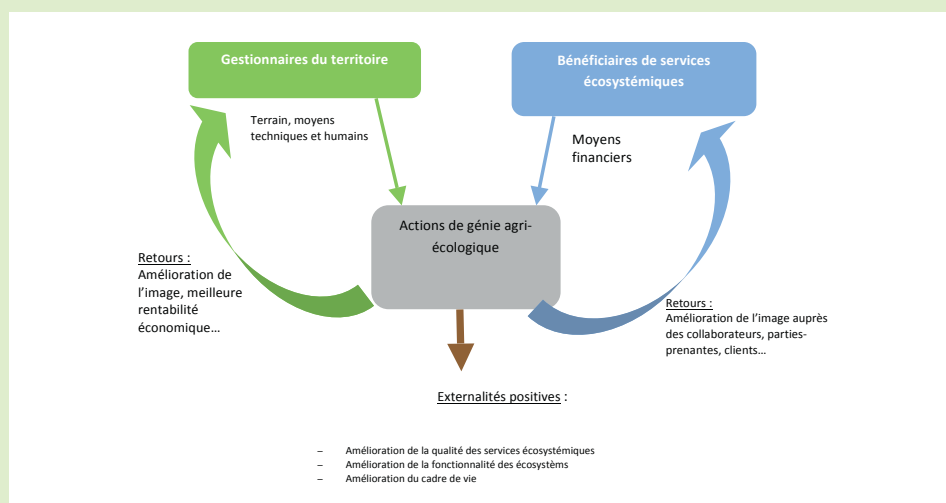 Gestionnaires du territoire
Bénéficiaires de services
écosystémiques
Terrain, moyens
techniques et humains
Moyens
financiers
Actions de génie agri-
écologique
Retours :
Amélioration de
l'image, meilleure
rentabilité
économique…
Retours :
Amélioration de l'image auprès
des collaborateurs, parties-
prenantes, clients…
Externalités positives :
– Amélioration de la qualité des services écosystémiques
– Amélioration de la fonctionnalité des écosystèms
– Amélioration du cadre de vie